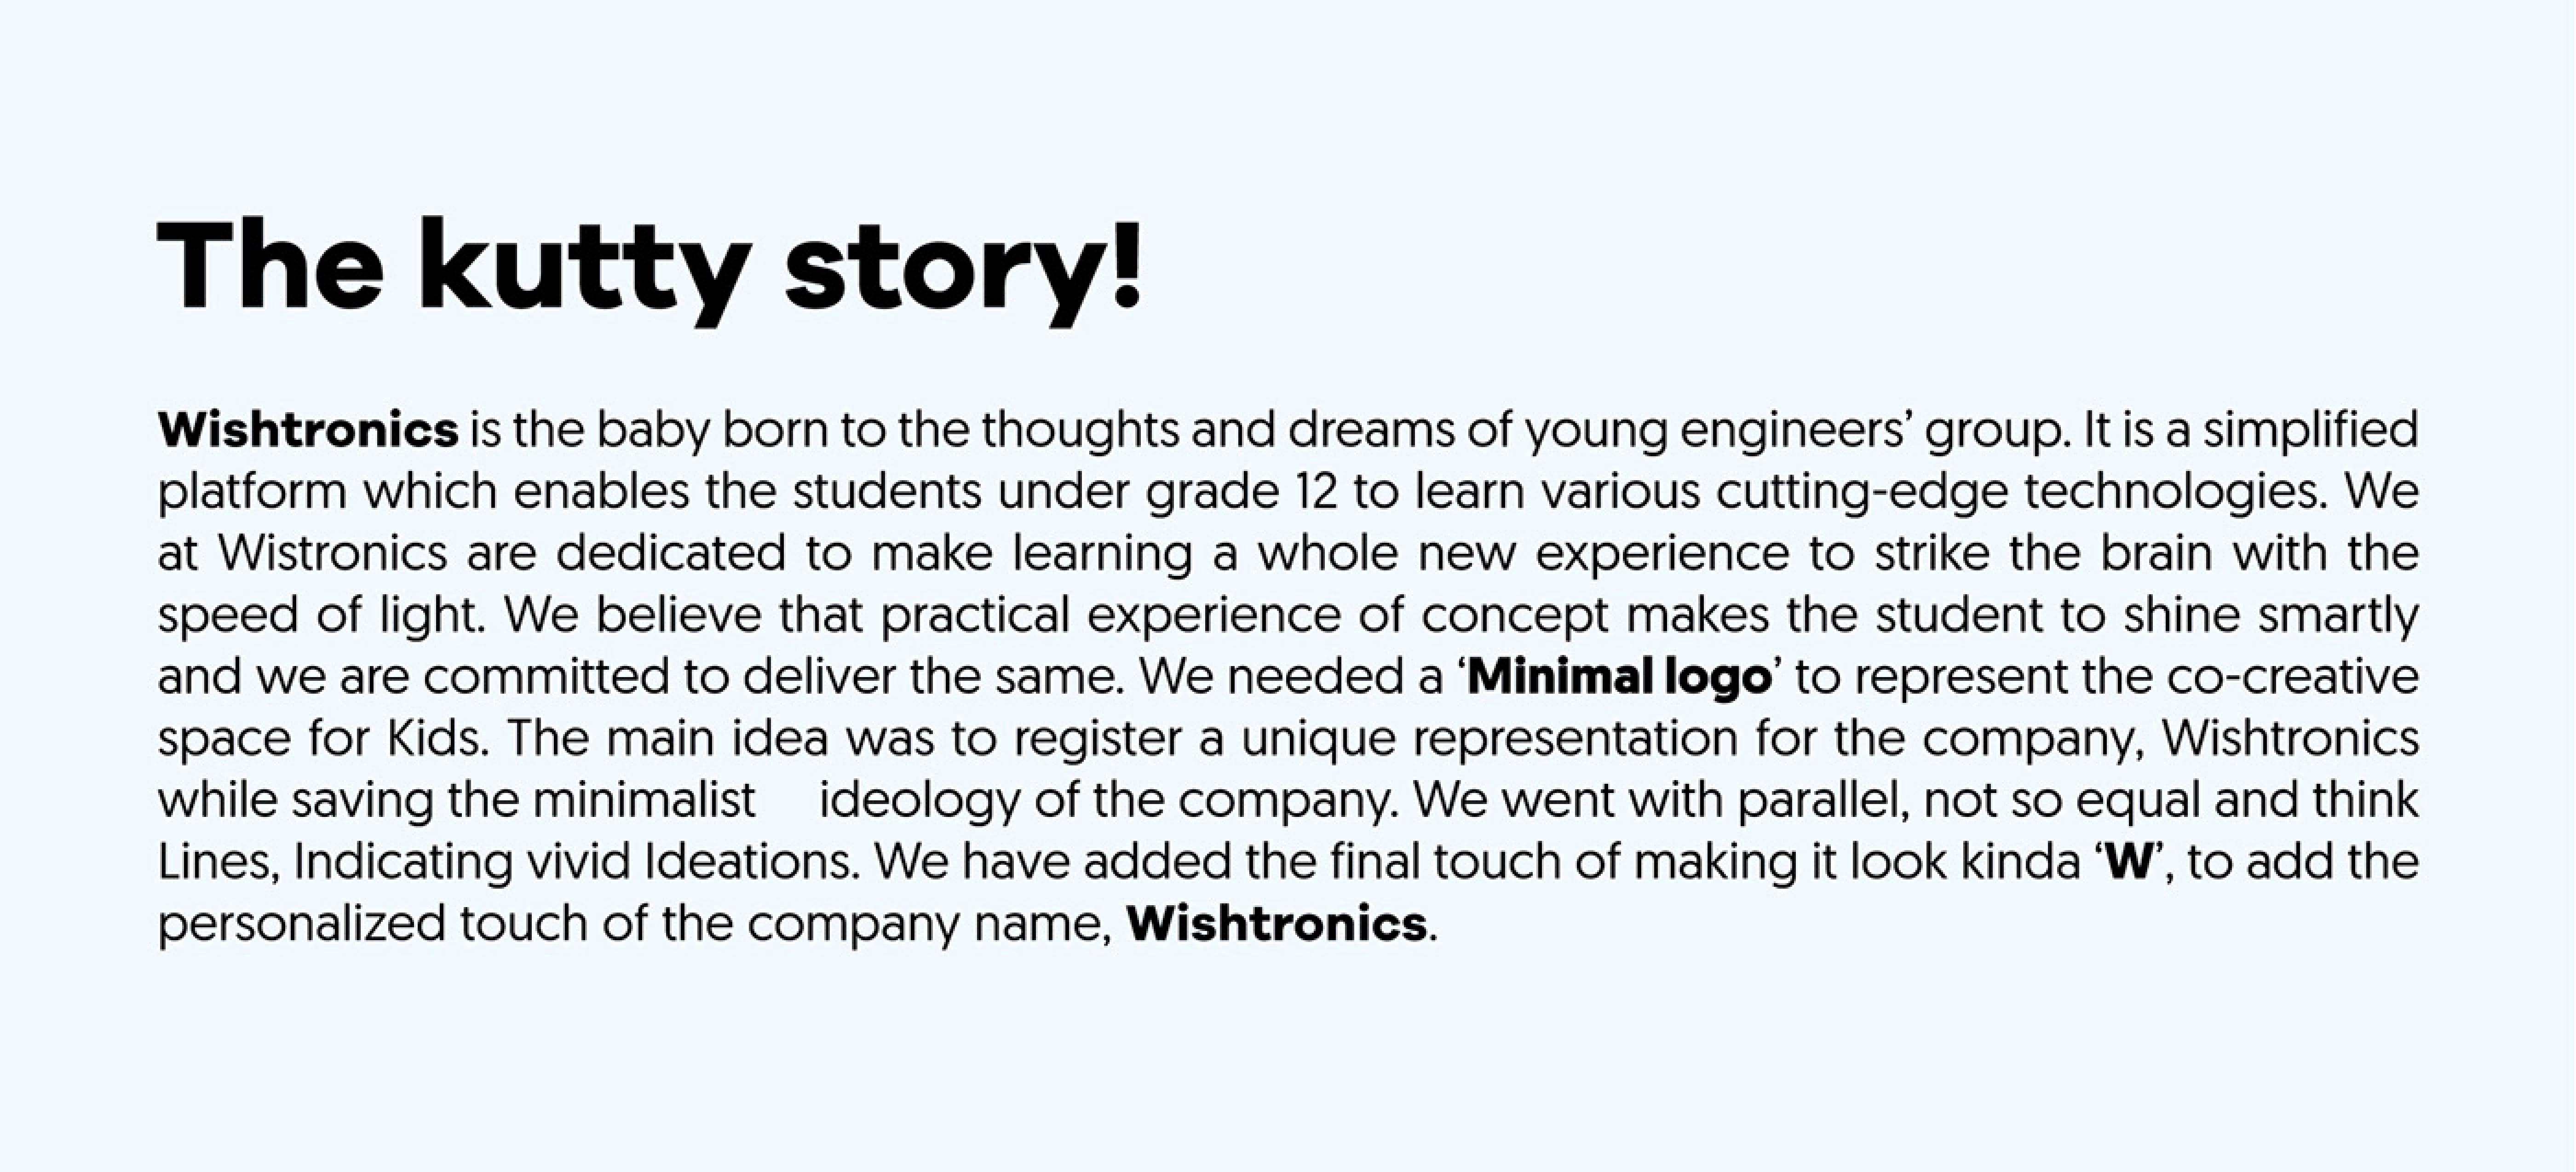 The kutty story!
Wishtronics is the baby born to the thoughts and dreams of young engineers’ group. It is a simplified
platform which enables the students under grade 12 to learn various cutting-edge technologies. We
at Wistronics are dedicated to make learning a whole new experience to strike the brain with the
speed of light. We believe that practical experience of concept makes the student to shine smartly
and we are committed to deliver the same. We needed a ‘Minimal logo’ to represent the co-creative
space for Kids. The main idea was to register a unique representation for the company, Wishtronics
while saving the minimalist ideology of the company. We went with parallel, not so equal and think
Lines, Indicating vivid Ideations. We have added the final touch of making it look kinda ‘W’, to add the
personalized touch of the company name, Wishtronics.